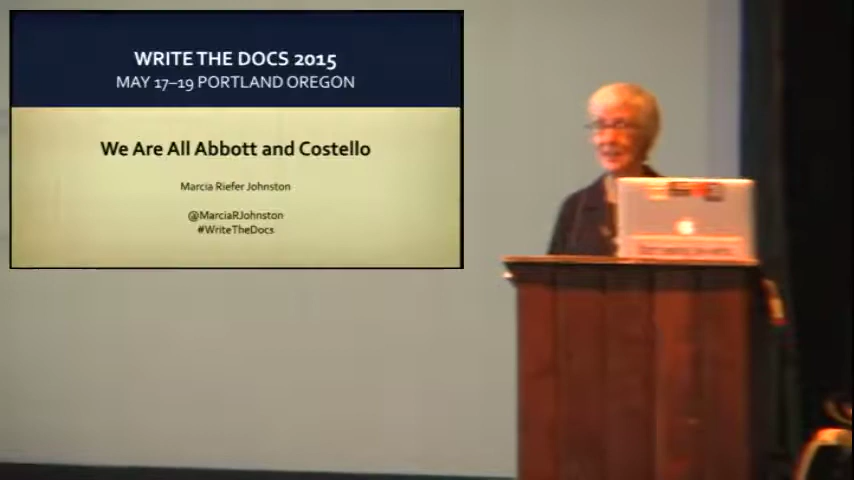 WRITE THE DOCS 2015
MAY 17–19 PORTLAND OREGON
We Are All Abbott and Costello
Marcia Riefer Johnston
@MarciaRJohnston
#WriteTheDocs